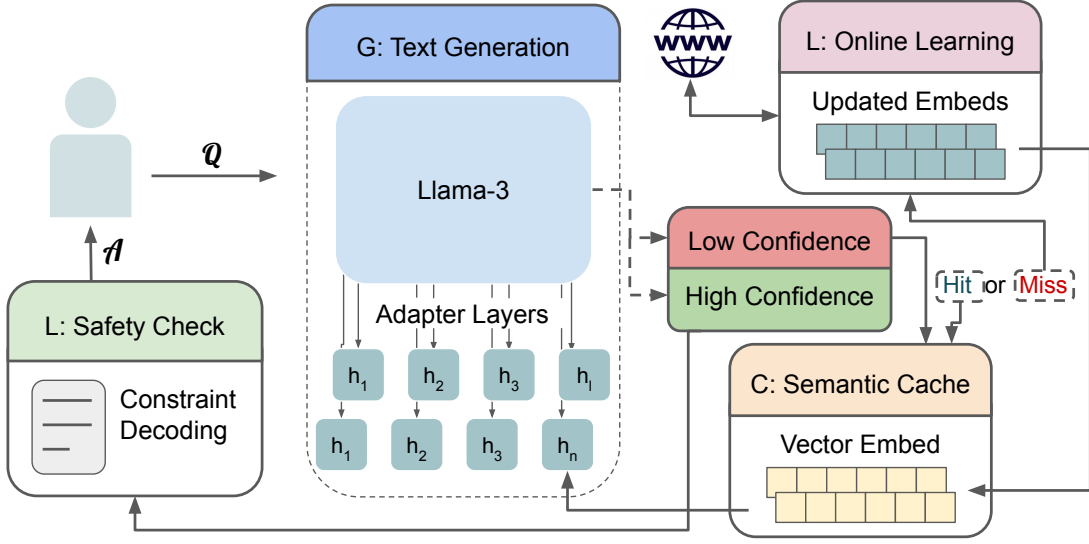 G: Text Generation
WWW
L: Online Learning
Updated Embeds
Q
Llama-3
A
Low Confidence
High Confidence
Hit or Miss
Adapter Layers
L: Safety Check
Constraint
Decoding
h1 h2 h3 hl
h1 h2 h3 hn
C: Semantic Cache
Vector Embed